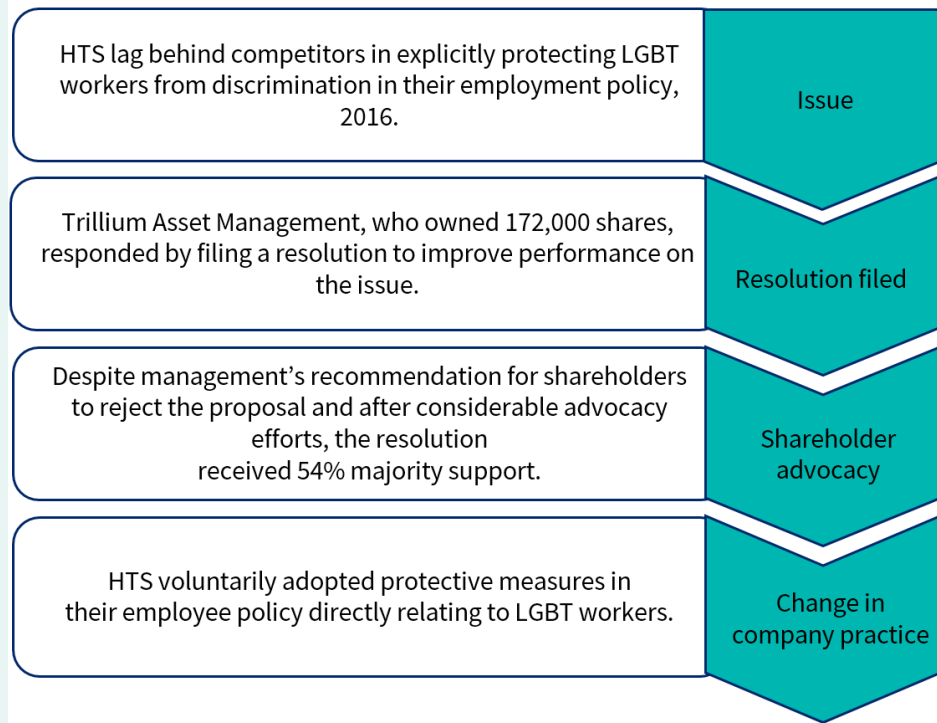 HTS lag behind competitors in explicitly protecting LGBT
workers from discrimination in their employment policy,
2016.
Issue
Trillium Asset Management, who owned 172,000 shares,
responded by filing a resolution to improve performance on
the issue.
Resolution filed
Despite management’s recommendation for shareholders
to reject the proposal and after considerable advocacy
efforts, the resolution
received 54% majority support.
Shareholder
advocacy
HTS voluntarily adopted protective measures in
their employee policy directly relating to LGBT workers.
Change in
company practice